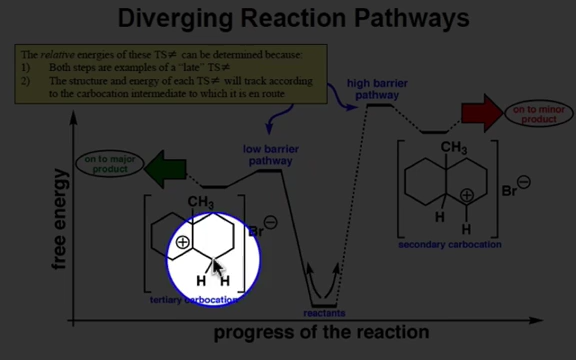 Diverging Reaction Pathways
The relative energies of these TS≠ can be determined because:
1) Both steps are examples of a "late" TS≠
2) The structure and energy of each TS≠ will track according
to the carbocation intermediate to which it is en route
high barrier
pathway
on to minor
product
low barrier
pathway
on to major
product
CH3
Br
H
H
secondary carbocation
CH3
Br
H H
tertiary carbocation
reactants
free energy
progress of the reaction